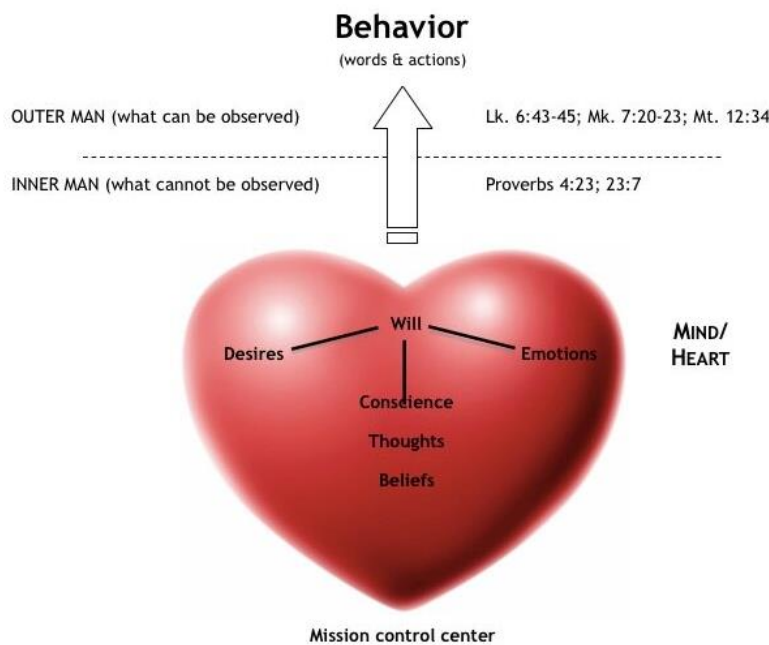 Behavior
(words & actions)
OUTER MAN (what can be observed)
Lk. 6:43-45; Mk. 7:20-23; Mt. 12:34
INNER MAN (what cannot be observed)
Proverbs 4:23; 23:7
Will
Desires
Emotions
MIND/
HEART
Conscience
Thoughts
Beliefs
Mission control center